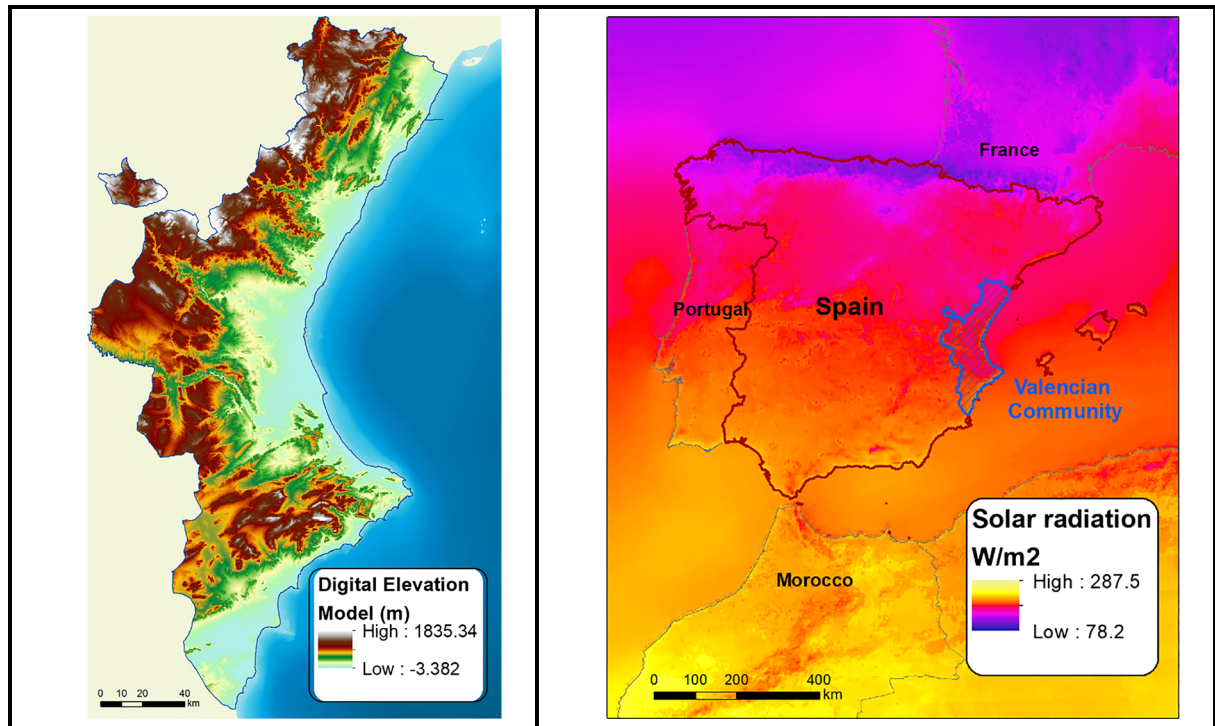 Digital Elevation
Model (m)
High : 1835.34
Low : -3.382
0 10 20 40
km
France
Portugal
Spain
Valencian
Community
Morocco
Solar radiation
W/m2
High : 287.5
Low : 78.2
0 100 200 400
km